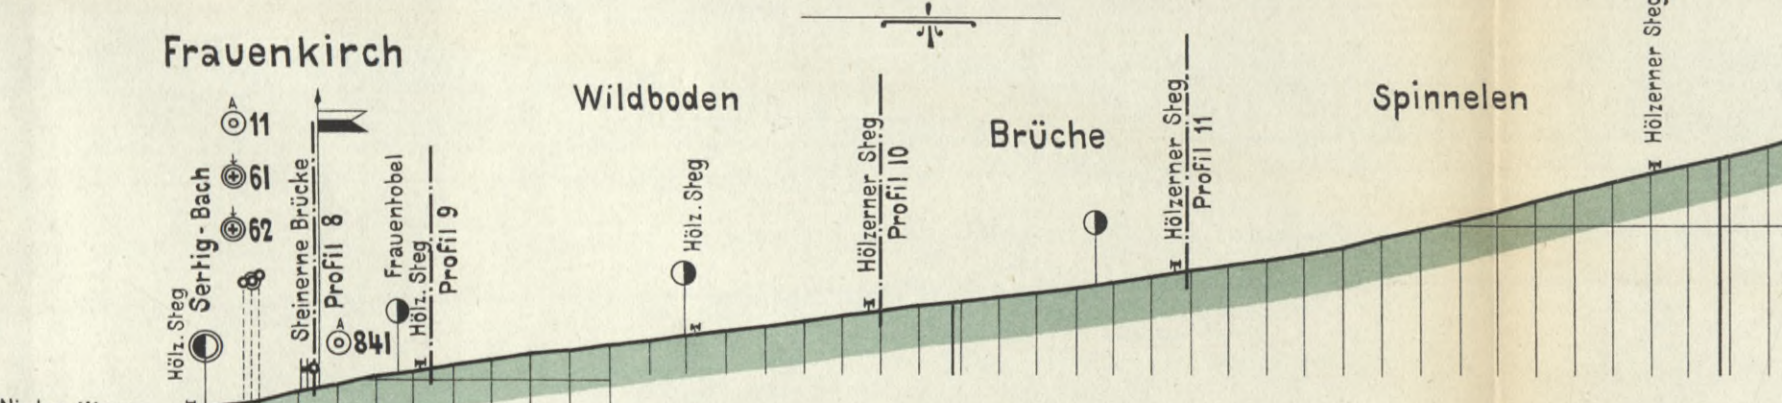 Frauenkirch
Wildboden
Brüche
Spinnelen
A
11
61
62
Hölz. Steg
Sertig-Bach
Steinerne Brücke
Profil 8
A
841
Frauentobel
Hölz. Steg
Profil 9
Hölz. Steg
Hölzerner Steg
Profil 10
Hölzerner Steg
Profil 11
Hölzerner Steg